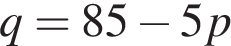 q = 85 − 5p